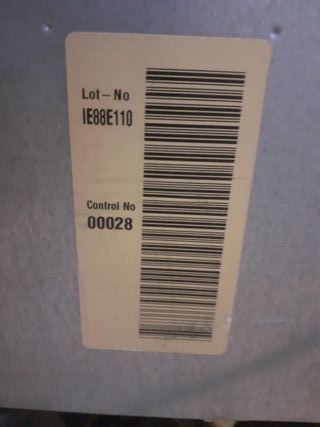 Lot-No
IE88E110
Control No
00028